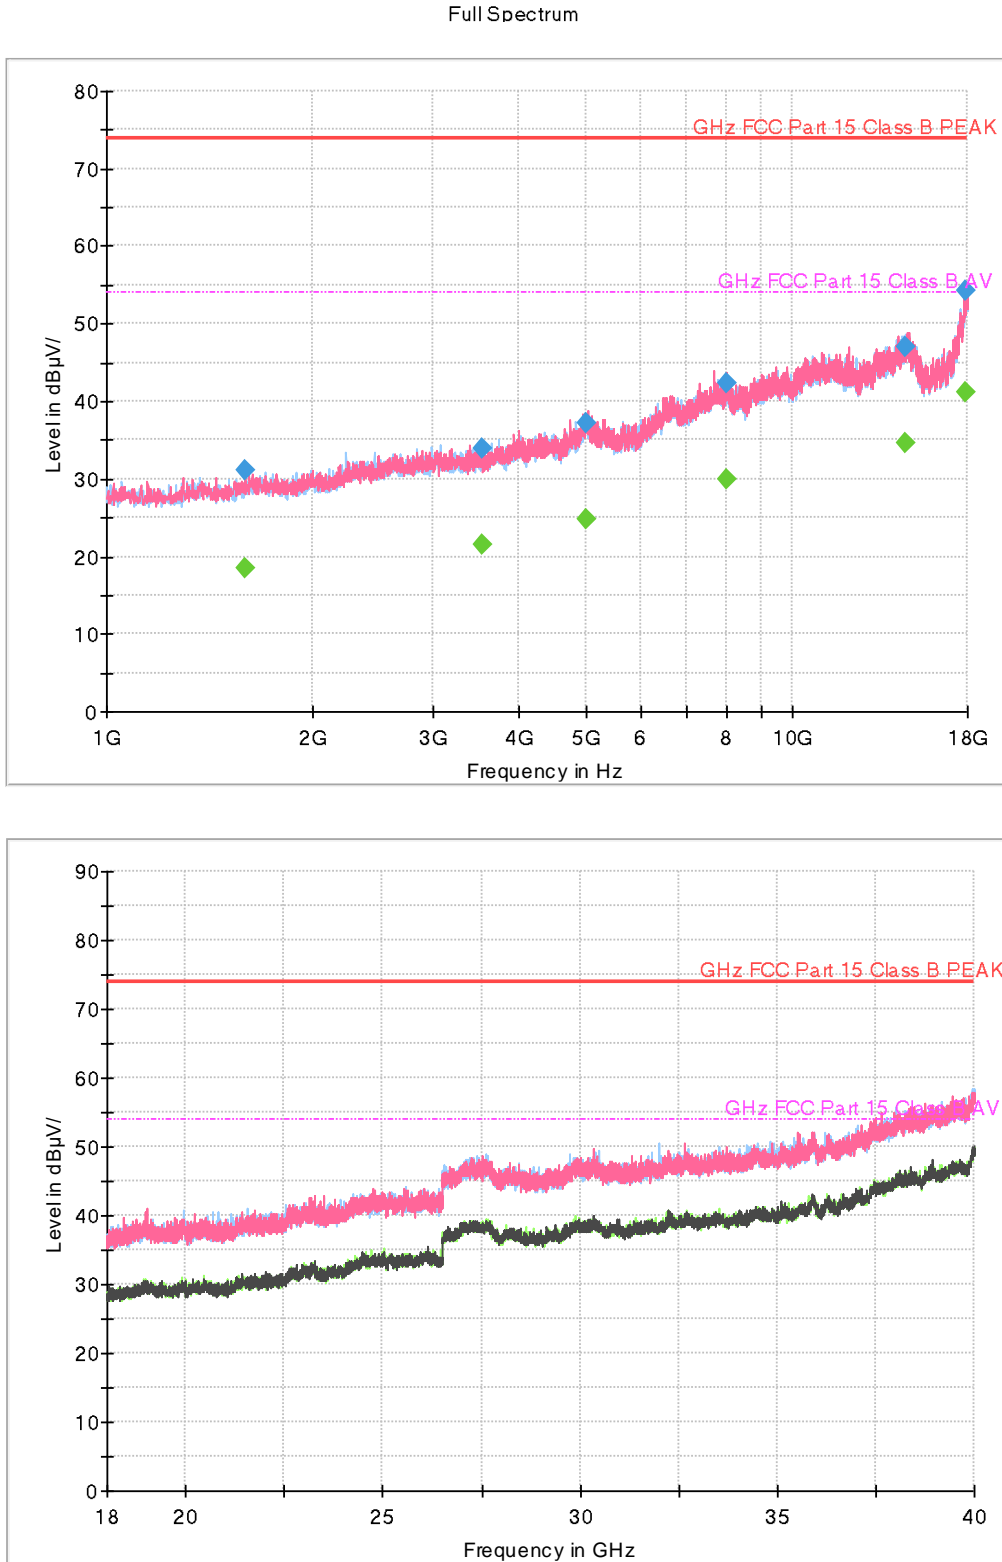 Full Spectrum
80
70
60
50
40
30
20
10
0
Level in dBµV/
GHz FCC Part 15 Class B PEAK
GHz FCC Part 15 Class B AV
1G 2G 3G 4G 5G 6 8 10G 18G
Frequency in Hz
90
80
70
60
50
40
30
20
10
0
Level in dBµV/
GHz FCC Part 15 Class B PEAK
GHz FCC Part 15 Class B AV
18 20 25 30 35 40
Frequency in GHz